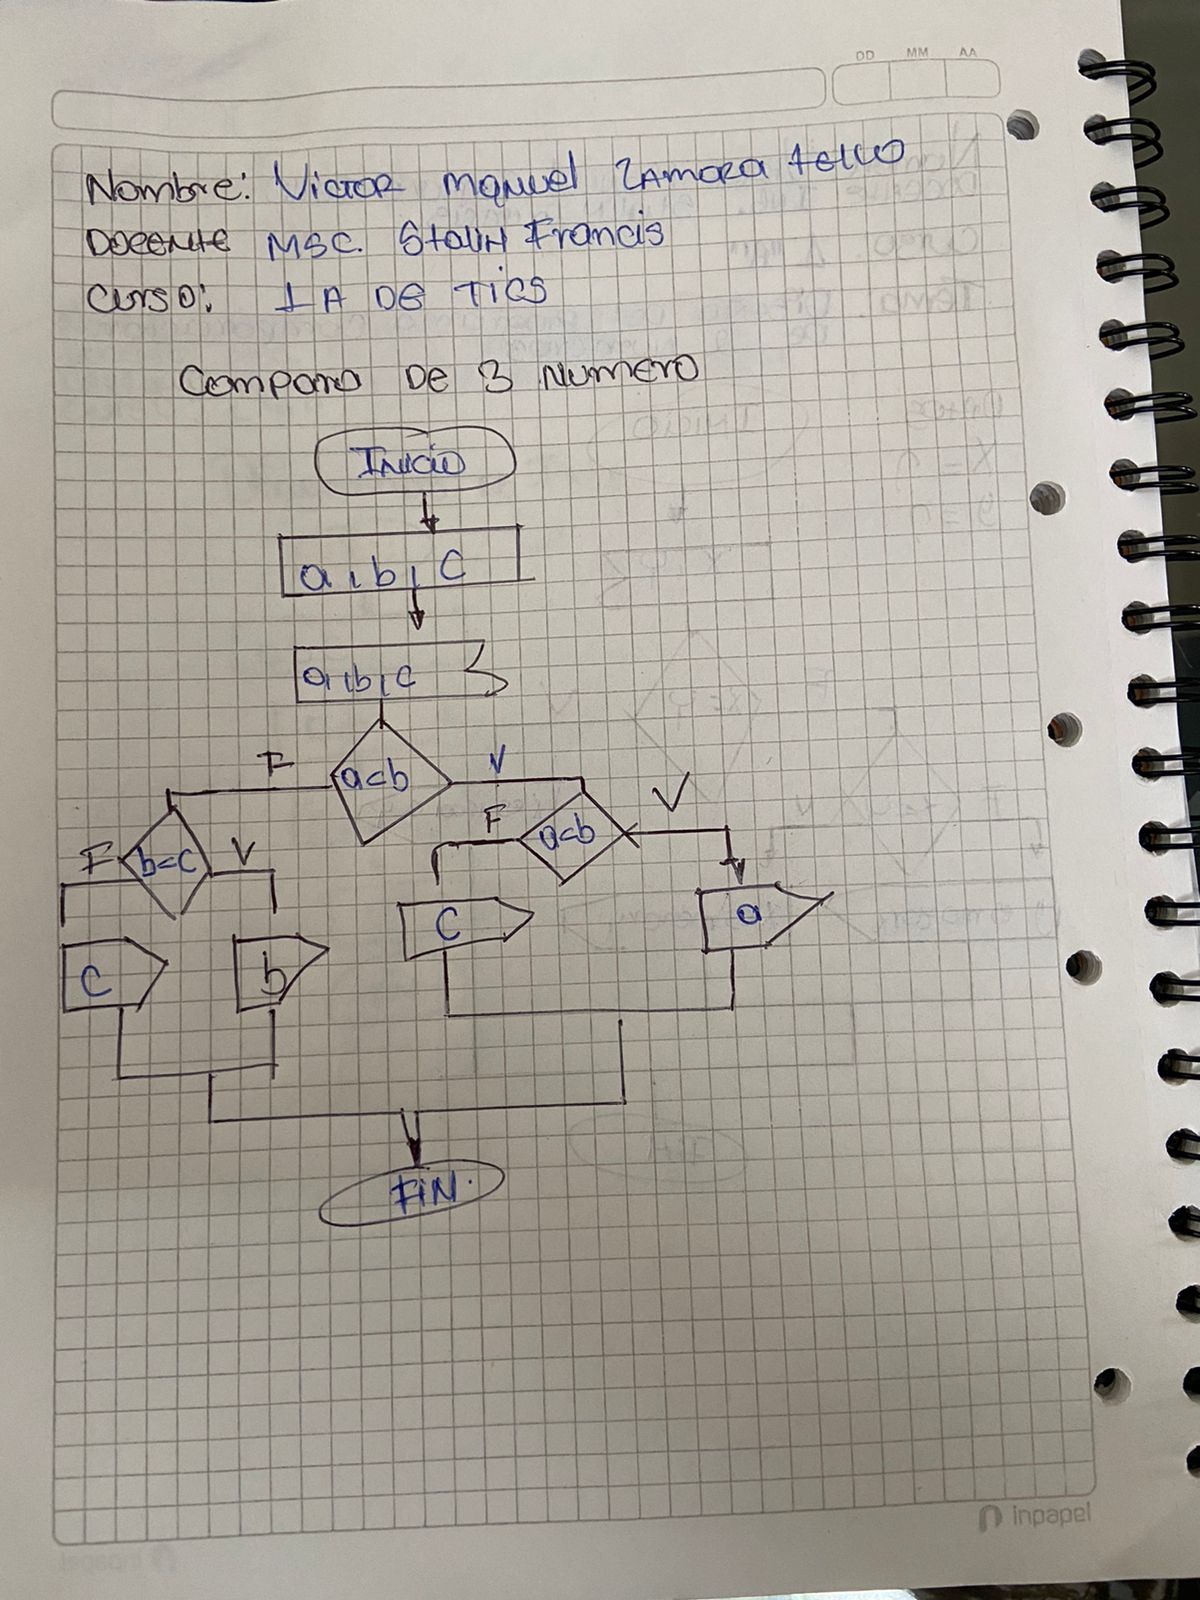 DD MM AA
Nombre: Victor Manuel Zamora Tello
Docente MSC. Stalin Francis
Curso: 1 A DE TICS
Comparo De 3 Numero
Inicio
a, b, c
a, b, c
a<b
F
V
b<c
F
V
a<b
F
V
c
b
c
a
FIN.
inpapel